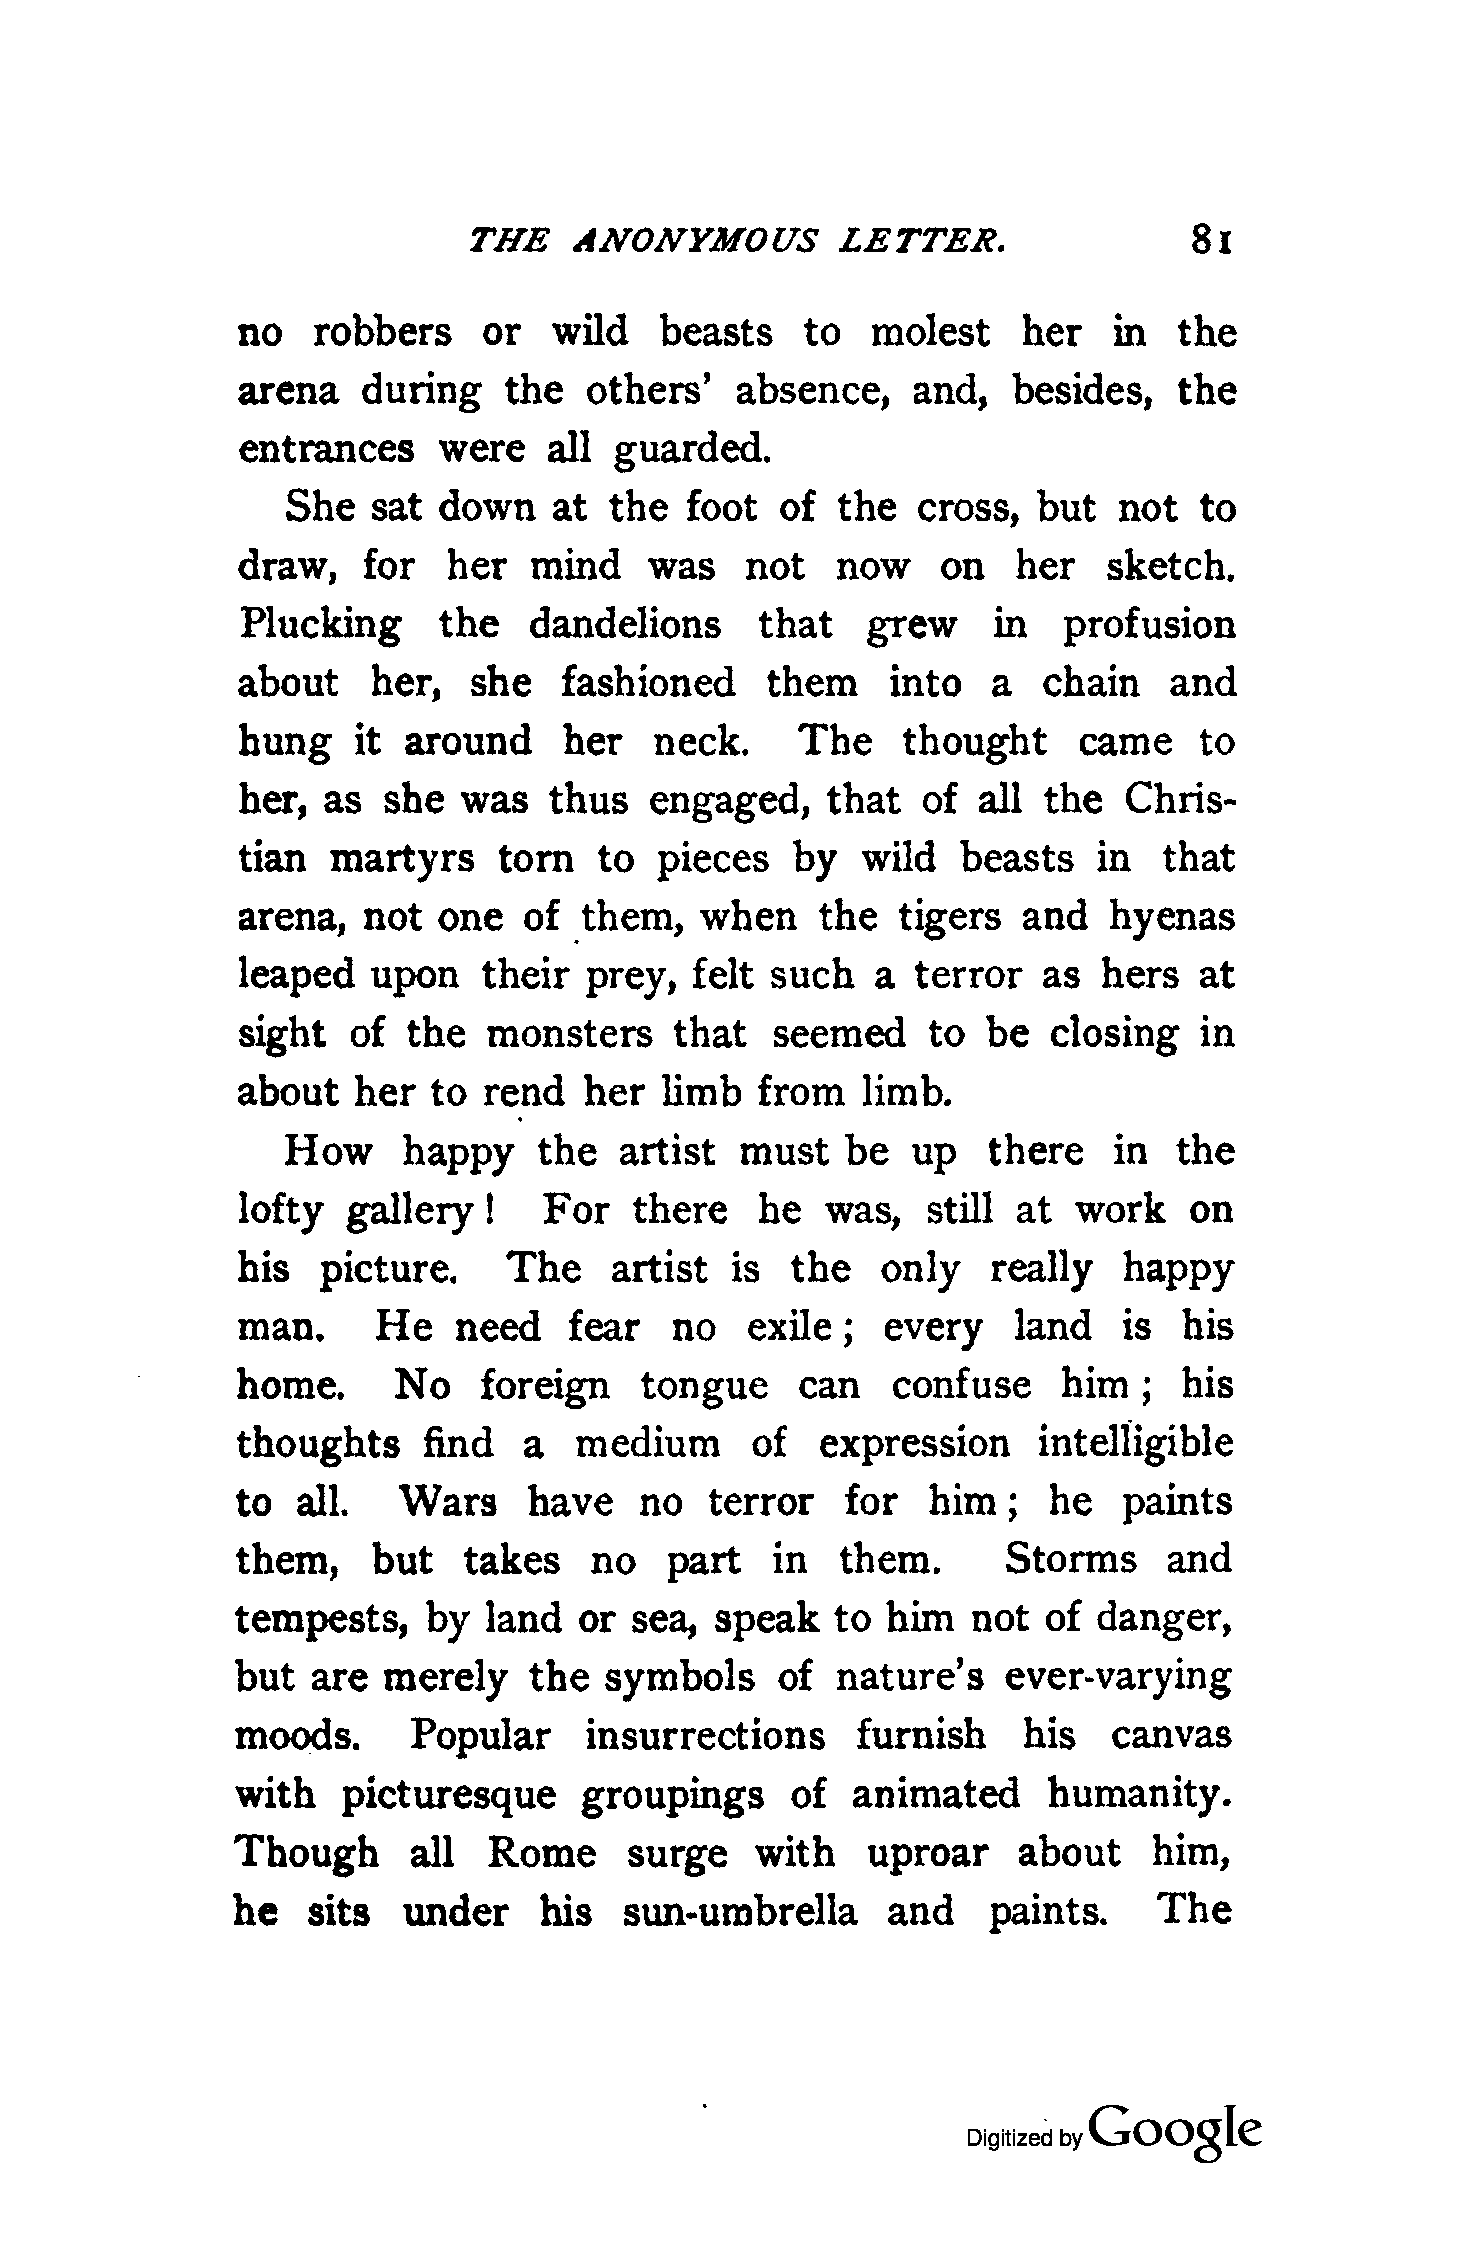 THE ANONYMOUS LETTER. 81
no robbers or wild beasts to molest her in the
arena during the others' absence, and, besides, the
entrances were all guarded.
She sat down at the foot of the cross, but not to
draw, for her mind was not now on her sketch.
Plucking the dandelions that grew in profusion
about her, she fashioned them into a chain and
hung it around her neck. The thought came to
her, as she was thus engaged, that of all the Chris-
tian martyrs torn to pieces by wild beasts in that
arena, not one of them, when the tigers and hyenas
leaped upon their prey, felt such a terror as hers at
sight of the monsters that seemed to be closing in
about her to rend her limb from limb.
How happy the artist must be up there in the
lofty gallery! For there he was, still at work on
his picture. The artist is the only really happy
man. He need fear no exile; every land is his
home. No foreign tongue can confuse him; his
thoughts find a medium of expression intelligible
to all. Wars have no terror for him; he paints
them, but takes no part in them. Storms and
tempests, by land or sea, speak to him not of danger,
but are merely the symbols of nature's ever-varying
moods. Popular insurrections furnish his canvas
with picturesque groupings of animated humanity.
Though all Rome surge with uproar about him,
he sits under his sun-umbrella and paints. The
Digitized by Google